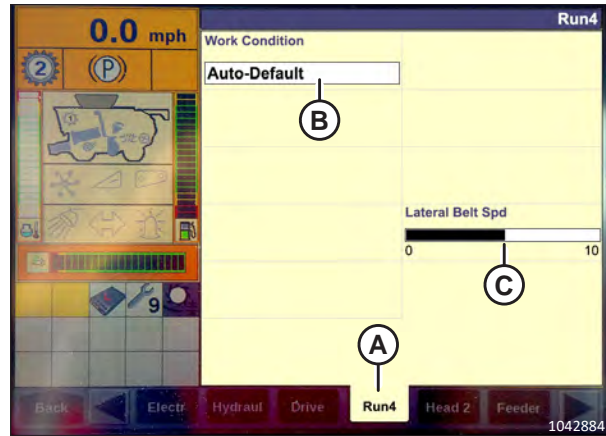 Run4
0.0 mph
Work Condition
2 (P)
Auto-Default
B
Lateral Belt Spd
0 10
C
9
A
Back Electr Hydraul Drive Run4 Head 2 Feeder
1042884